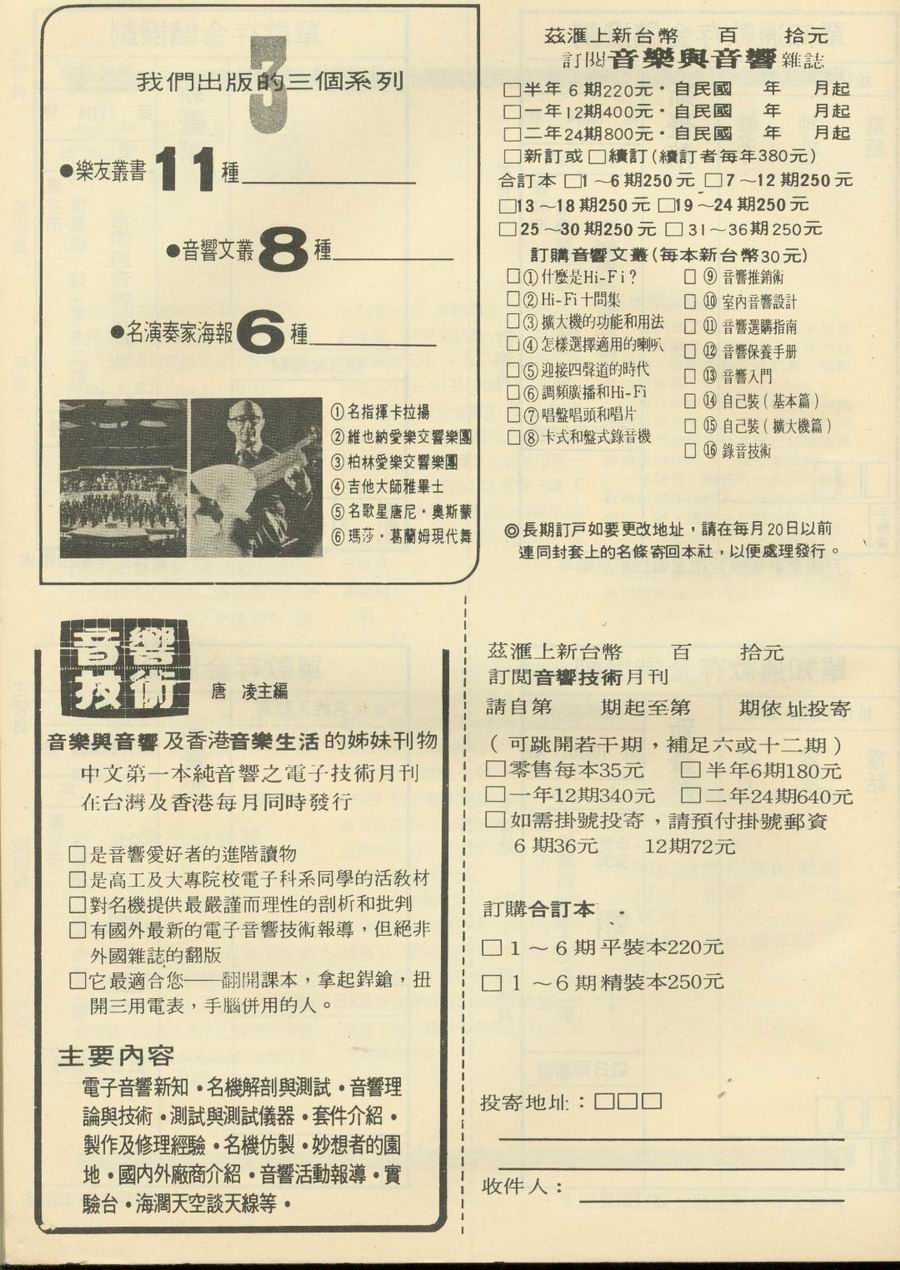 3
我們出版的三個系列
●樂友叢書11種
●音響文叢8種
●名演奏家海報6種
①名指揮卡拉揚
②維也納愛樂交響樂團
③柏林愛樂交響樂團
④吉他大師雅畢士
⑤名歌星唐尼·奧斯蒙
⑥瑪莎·葛蘭姆現代舞
茲滙上新台幣　百　拾元
訂閱音樂與音響雜誌
□半年6期220元·自民國　年　月起
□一年12期400元·自民國　年　月起
□二年24期800元·自民國　年　月起
□新訂或□續訂(續訂者每年380元)
合訂本 □1～6期250元 □7～12期250元
□13～18期250元 □19～24期250元
□25～30期250元 □31～36期250元
訂購音響文叢(每本新台幣30元)
□①什麼是Hi-Fi?
□②Hi-Fi十問集
□③擴大機的功能和用法
□④怎樣選擇適用的喇叭
□⑤迎接四聲道的時代
□⑥調頻廣播和Hi-Fi
□⑦唱盤唱頭和唱片
□⑧卡式和盤式錄音機
□⑨音響推銷術
□⑩室內音響設計
□⑪音響選購指南
□⑫音響保養手册
□⑬音響入門
□⑭自己裝(基本篇)
□⑮自己裝(擴大機篇)
□⑯錄音技術
◎長期訂戶如要更改地址，請在每月20日以前
連同封套上的名條寄回本社，以便處理發行。
音響
技術
唐　凌主編
音樂與音響及香港音樂生活的姊妹刊物
中文第一本純音響之電子技術月刊
在台灣及香港每月同時發行
□是音響愛好者的進階讀物
□是高工及大專院校電子科系同學的活教材
□對名機提供最嚴謹而理性的剖析和批判
□有國外最新的電子音響技術報導，但絕非
外國雜誌的翻版
□它最適合您——翻開課本，拿起銲鎗，扭
開三用電表，手腦併用的人。
主要內容
電子音響新知·名機解剖與測試·音響理
論與技術·測試與測試儀器·套件介紹·
製作及修理經驗·名機仿製·妙想者的園
地·國內外廠商介紹·音響活動報導·實
驗台·海濶天空談天線等·
茲滙上新台幣　百　拾元
訂閱音響技術月刊
請自第　期起至第　期依址投寄
(可跳開若干期，補足六或十二期)
□零售每本35元　□半年6期180元
□一年12期340元　□二年24期640元
□如需掛號投寄，請預付掛號郵資
6期36元　12期72元
訂購合訂本
□1～6期平裝本220元
□1～6期精裝本250元
投寄地址：□□□
收件人：